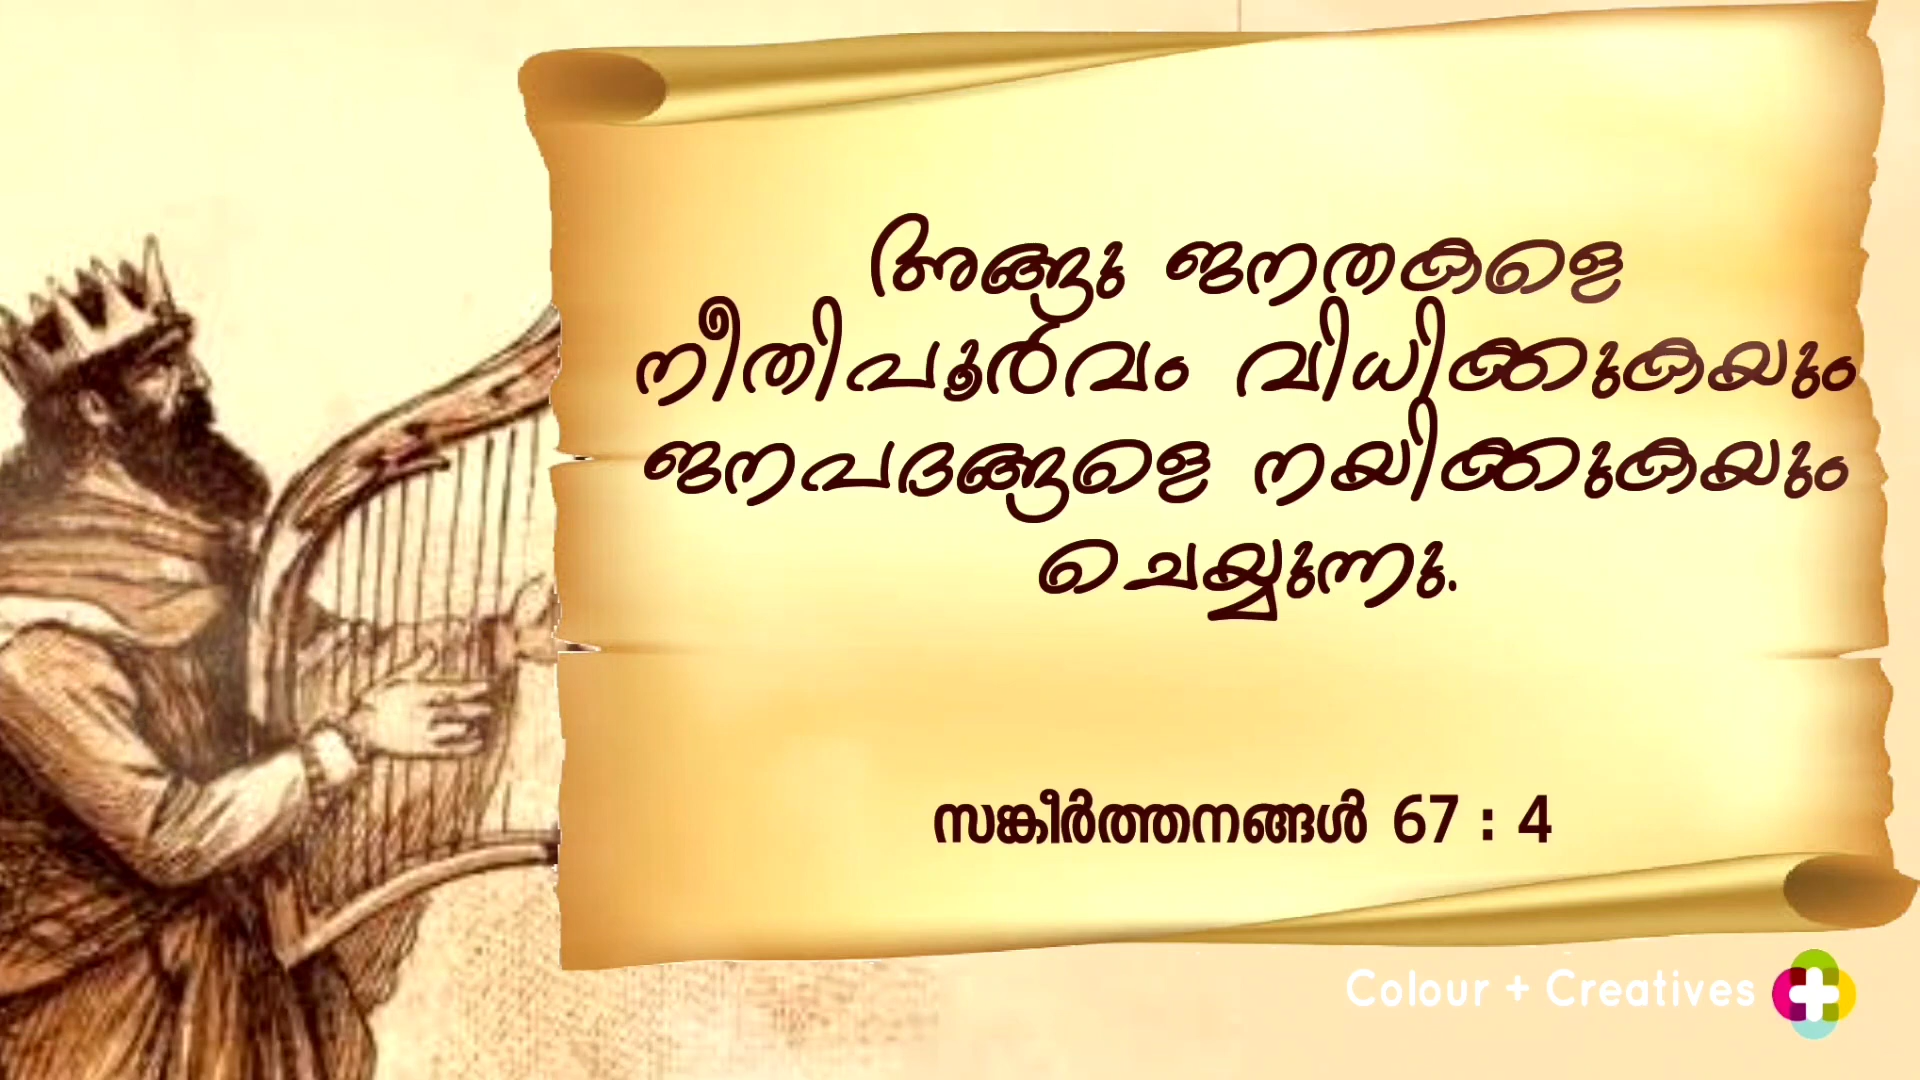 അങ്ങു ജനതകളെ
നീതിപൂർവം വിധിക്കുകയും
ജനപദങ്ങളെ നയിക്കുകയും
ചെയ്യുന്നു.
സങ്കീർത്തനങ്ങൾ 67 : 4
Colour + Creatives